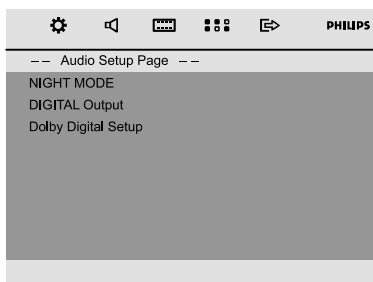 PHILIPS
-- Audio Setup Page --
NIGHT MODE
DIGITAL Output
Dolby Digital Setup